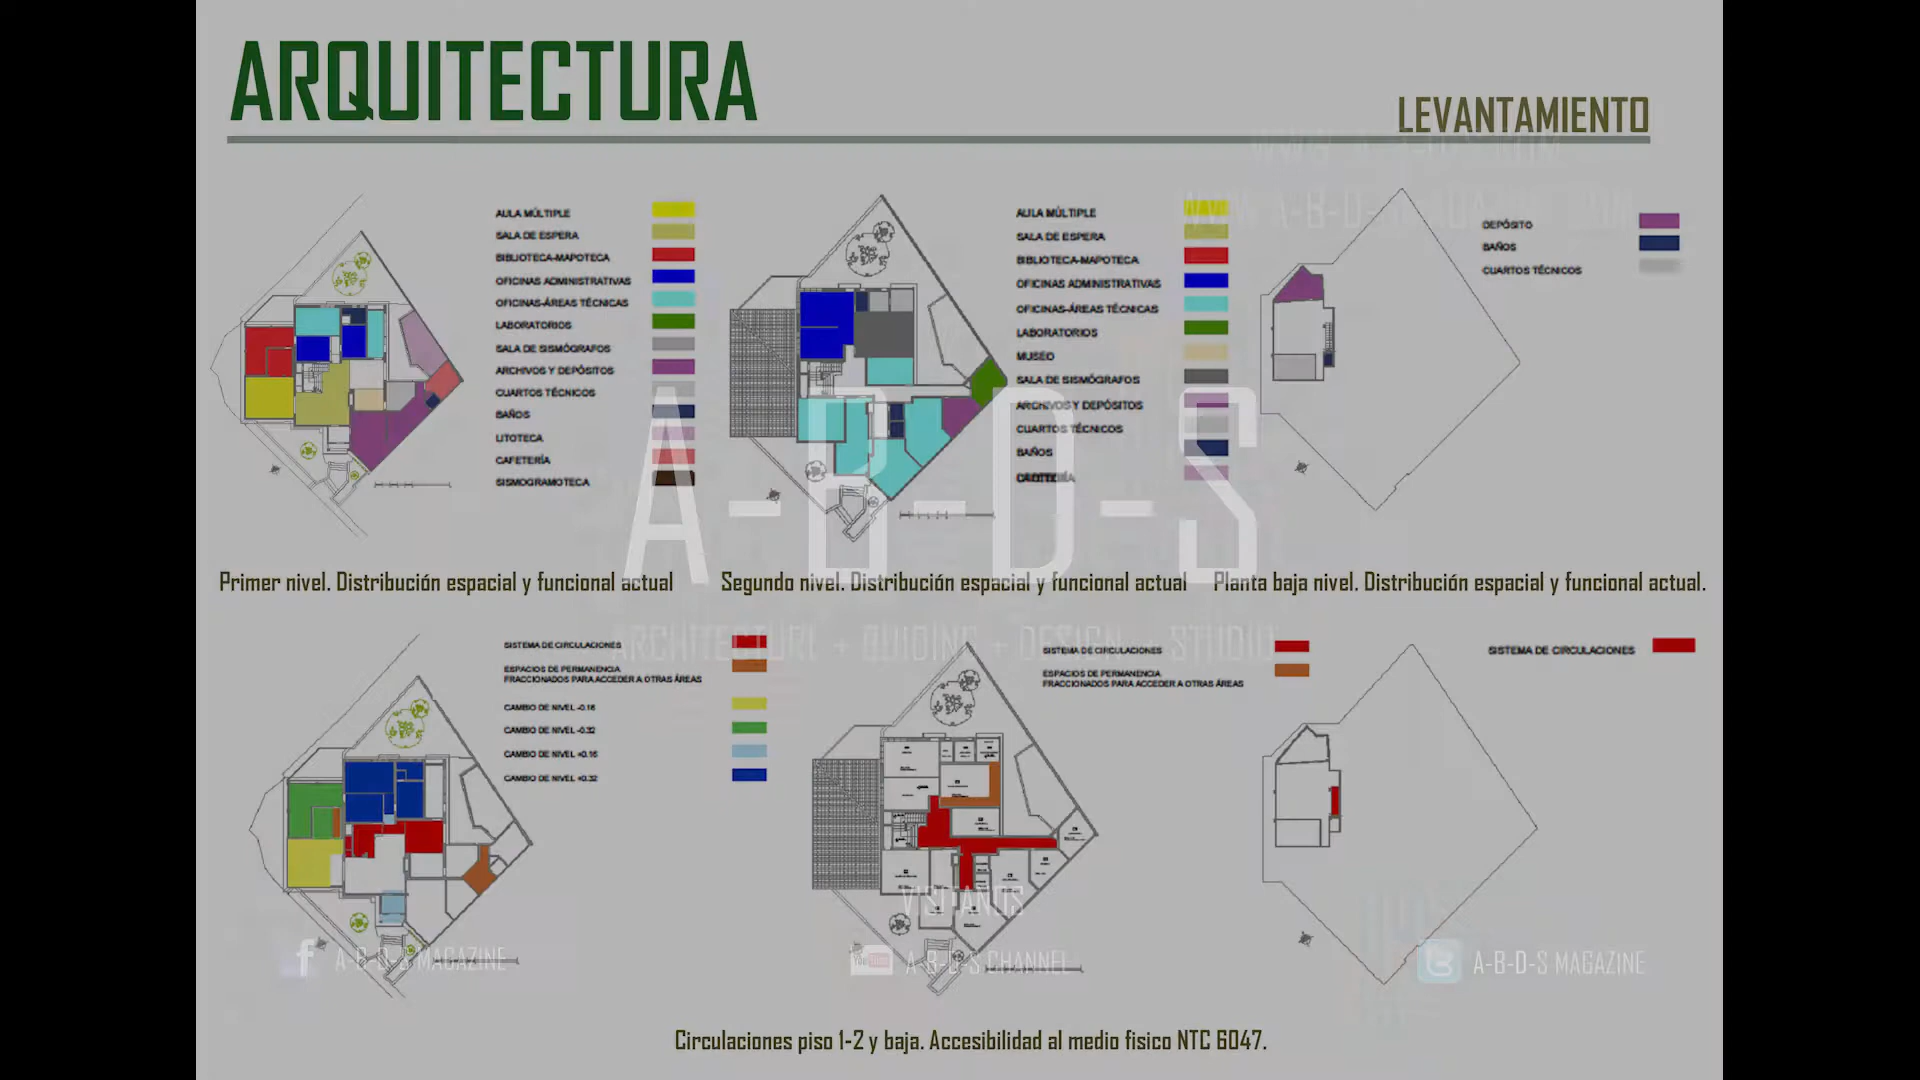 ARQUITECTURA
LEVANTAMIENTO
AULA MÚLTIPLE
SALA DE ESPERA
BIBLIOTECA-MAPOTECA
OFICINAS ADMINISTRATIVAS
OFICINAS-ÁREAS TÉCNICAS
LABORATORIOS
SALA DE SISMÓGRAFOS
ARCHIVOS Y DEPÓSITOS
CUARTOS TÉCNICOS
BAÑOS
LITOTECA
CAFETERÍA
SISMOGRAMOTECA
AULA MÚLTIPLE
SALA DE ESPERA
BIBLIOTECA-MAPOTECA
OFICINAS ADMINISTRATIVAS
OFICINAS-ÁREAS TÉCNICAS
LABORATORIOS
MUSEO
SALA DE SISMÓGRAFOS
ARCHIVOS Y DEPÓSITOS
CUARTOS TÉCNICOS
BAÑOS
DEPÓSITO
BAÑOS
CUARTOS TÉCNICOS
A-B-D-S
Primer nivel. Distribución espacial y funcional actual
Segundo nivel. Distribución espacial y funcional actual
Planta baja nivel. Distribución espacial y funcional actual.
ARCHITECTURE + BUIDING + DESIGN + STUDIO
SISTEMA DE CIRCULACIONES
ESPACIOS DE PERMANENCIA
FRACCIONADOS PARA ACCEDER A OTRAS ÁREAS
CAMBIO DE NIVEL -0.16
CAMBIO DE NIVEL -0.32
CAMBIO DE NIVEL +0.16
CAMBIO DE NIVEL +0.32
SISTEMA DE CIRCULACIONES
ESPACIOS DE PERMANENCIA
FRACCIONADOS PARA ACCEDER A OTRAS ÁREAS
SISTEMA DE CIRCULACIONES
VISITANOS
A-B-D-S MAGAZINE
A-B-D-S CHANNEL
A-B-D-S MAGAZINE
Circulaciones piso 1-2 y baja. Accesibilidad al medio fisico NTC 6047.